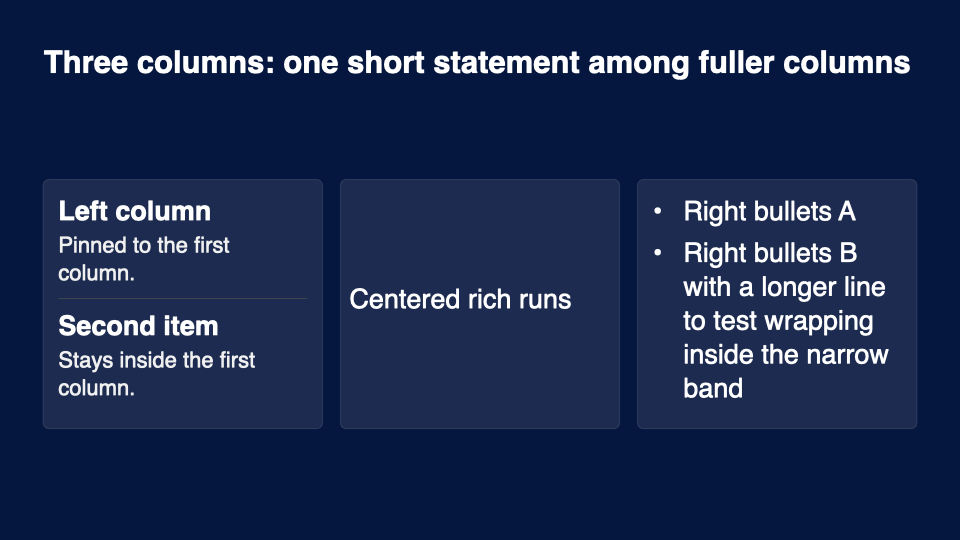 Three columns: one short statement among fuller columns
Left column
Pinned to the first
column.
Second item
Stays inside the first
column.
Centered rich runs
• Right bullets A
• Right bullets B
with a longer line
to test wrapping
inside the narrow
band